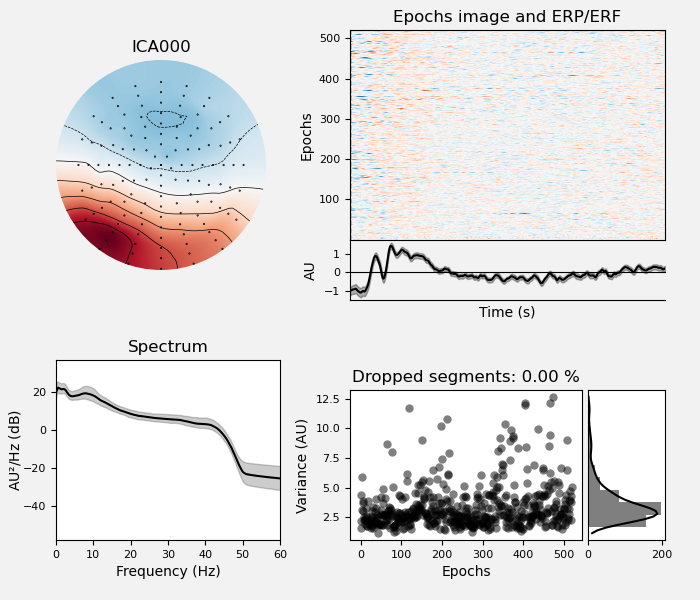 ICA000
Epochs image and ERP/ERF
500
400
300
200
100
Epochs
1
0
−1
AU
Time (s)
Spectrum
20
0
−20
−40
AU²/Hz (dB)
0 10 20 30 40 50 60
Frequency (Hz)
Dropped segments: 0.00 %
12.5
10.0
7.5
5.0
2.5
Variance (AU)
0 100 200 300 400 500
Epochs
0 200